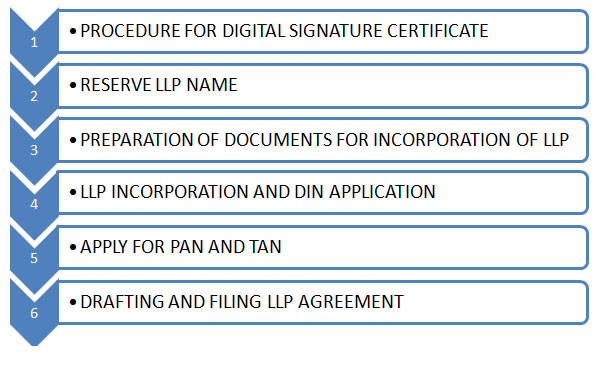 1 • PROCEDURE FOR DIGITAL SIGNATURE CERTIFICATE
2 • RESERVE LLP NAME
3 • PREPARATION OF DOCUMENTS FOR INCORPORATION OF LLP
4 • LLP INCORPORATION AND DIN APPLICATION
5 • APPLY FOR PAN AND TAN
6 • DRAFTING AND FILING LLP AGREEMENT